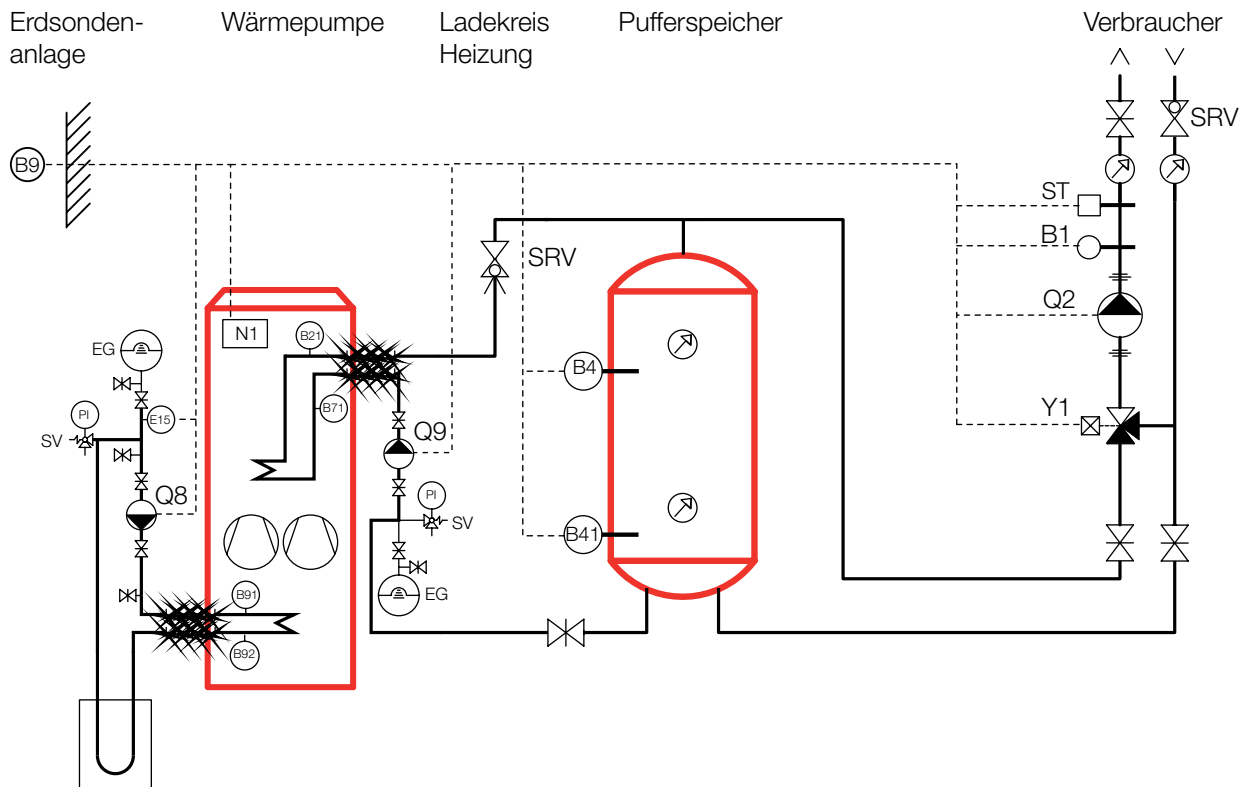 Erdsonden-
anlage
Wärmepumpe
Ladekreis
Heizung
Pufferspeicher
Verbraucher
SRV
B9
ST
B1
SRV
Q2
N1
B21
EG
B4
B71
PI
E15
Y1
SV
Q9
Q8
PI
SV
B41
EG
B91
B92